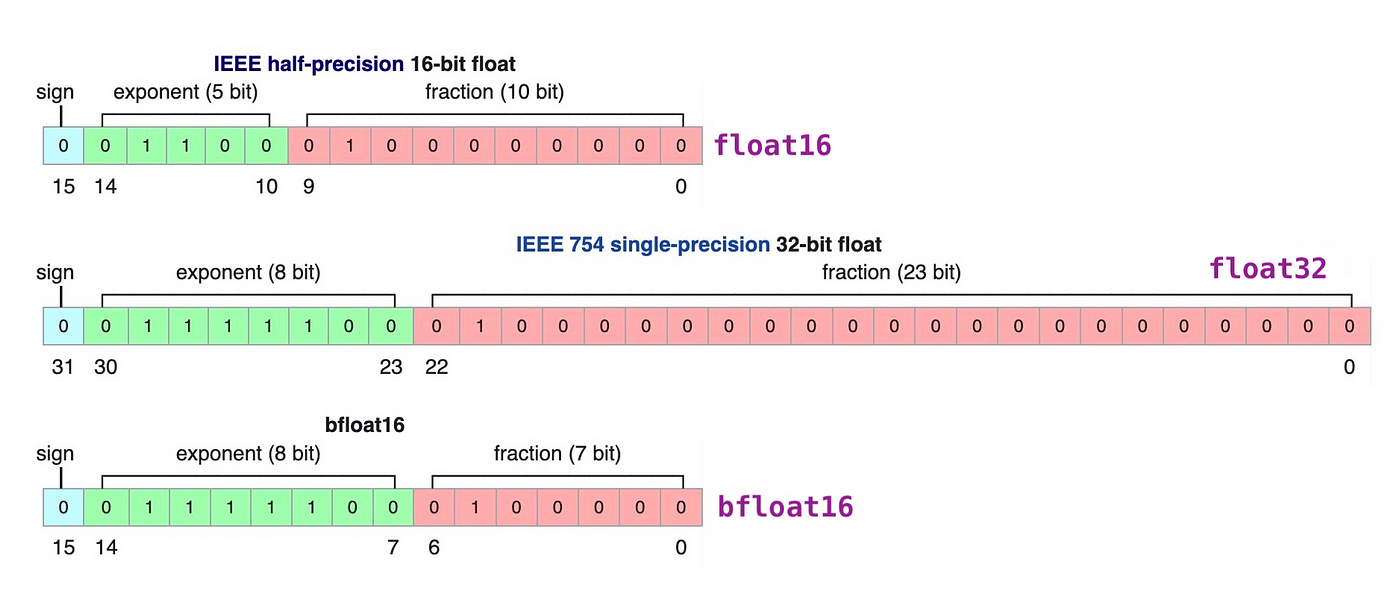 IEEE half-precision 16-bit float
sign exponent (5 bit) fraction (10 bit)
0 0 1 1 0 0 0 1 0 0 0 0 0 0 0 0 float16
15 14 10 9 0
IEEE 754 single-precision 32-bit float
sign exponent (8 bit) fraction (23 bit) float32
0 0 1 1 1 1 1 0 0 0 1 0 0 0 0 0 0 0 0 0 0 0 0 0 0 0 0 0 0 0 0 0
31 30 23 22 0
bfloat16
sign exponent (8 bit) fraction (7 bit)
0 0 1 1 1 1 1 0 0 0 1 0 0 0 0 0 bfloat16
15 14 7 6 0